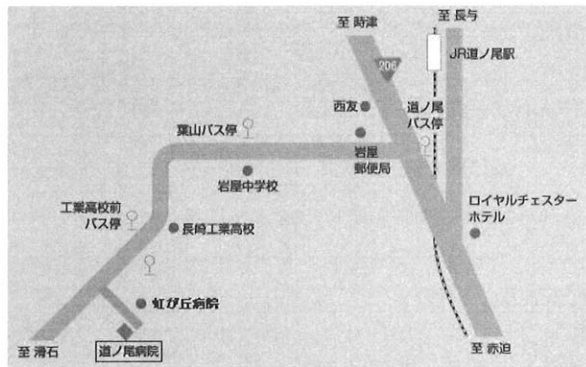 至 時津
至 長与
206
JR道ノ尾駅
西友
道ノ尾
バス停
葉山バス停
岩屋
郵便局
岩屋中学校
工業高校前
バス停
長崎工業高校
ロイヤルチェスター
ホテル
虹が丘病院
至 滑石
道ノ尾病院
至 赤迫